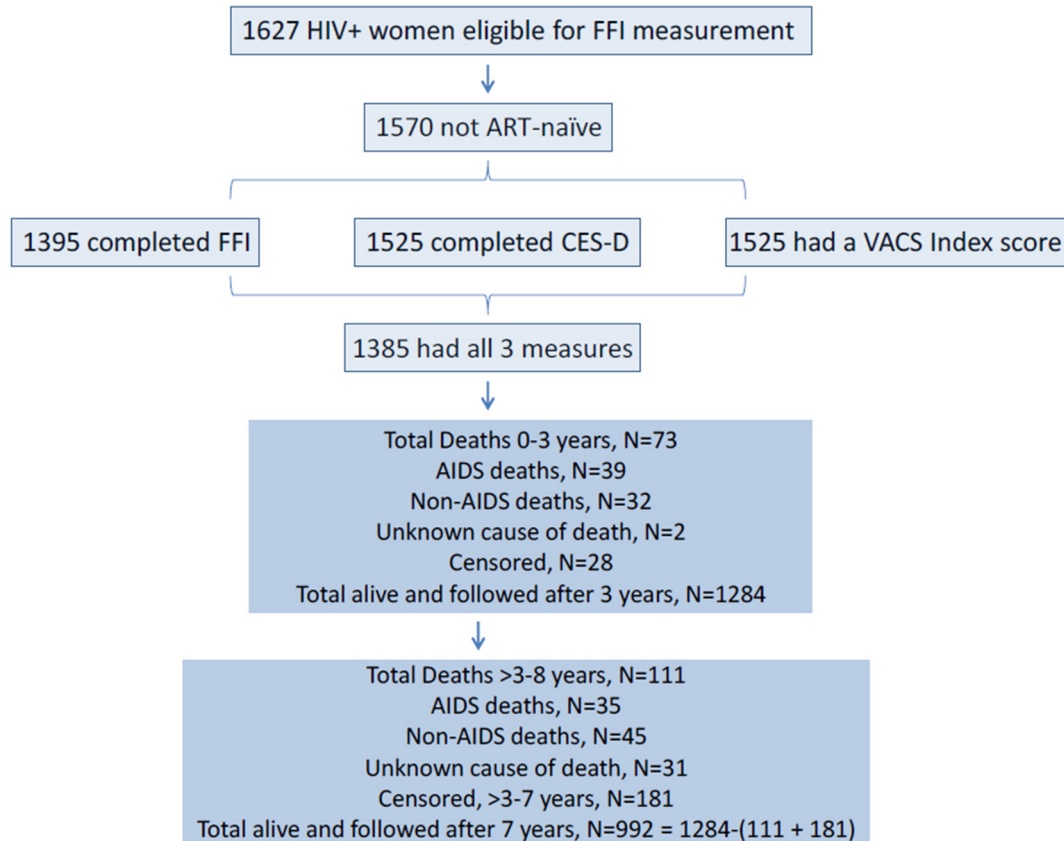 1627 HIV+ women eligible for FFI measurement
1570 not ART-naïve
1395 completed FFI
1525 completed CES-D
1525 had a VACS Index score
1385 had all 3 measures
Total Deaths 0-3 years, N=73
AIDS deaths, N=39
Non-AIDS deaths, N=32
Unknown cause of death, N=2
Censored, N=28
Total alive and followed after 3 years, N=1284
Total Deaths >3-8 years, N=111
AIDS deaths, N=35
Non-AIDS deaths, N=45
Unknown cause of death, N=31
Censored, >3-7 years, N=181
Total alive and followed after 7 years, N=992 = 1284-(111 + 181)